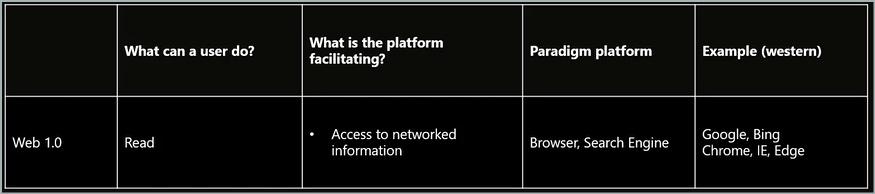 What can a user do?
What is the platform
facilitating?
Paradigm platform
Example (western)
Web 1.0
Read
• Access to networked
information
Browser, Search Engine
Google, Bing
Chrome, IE, Edge